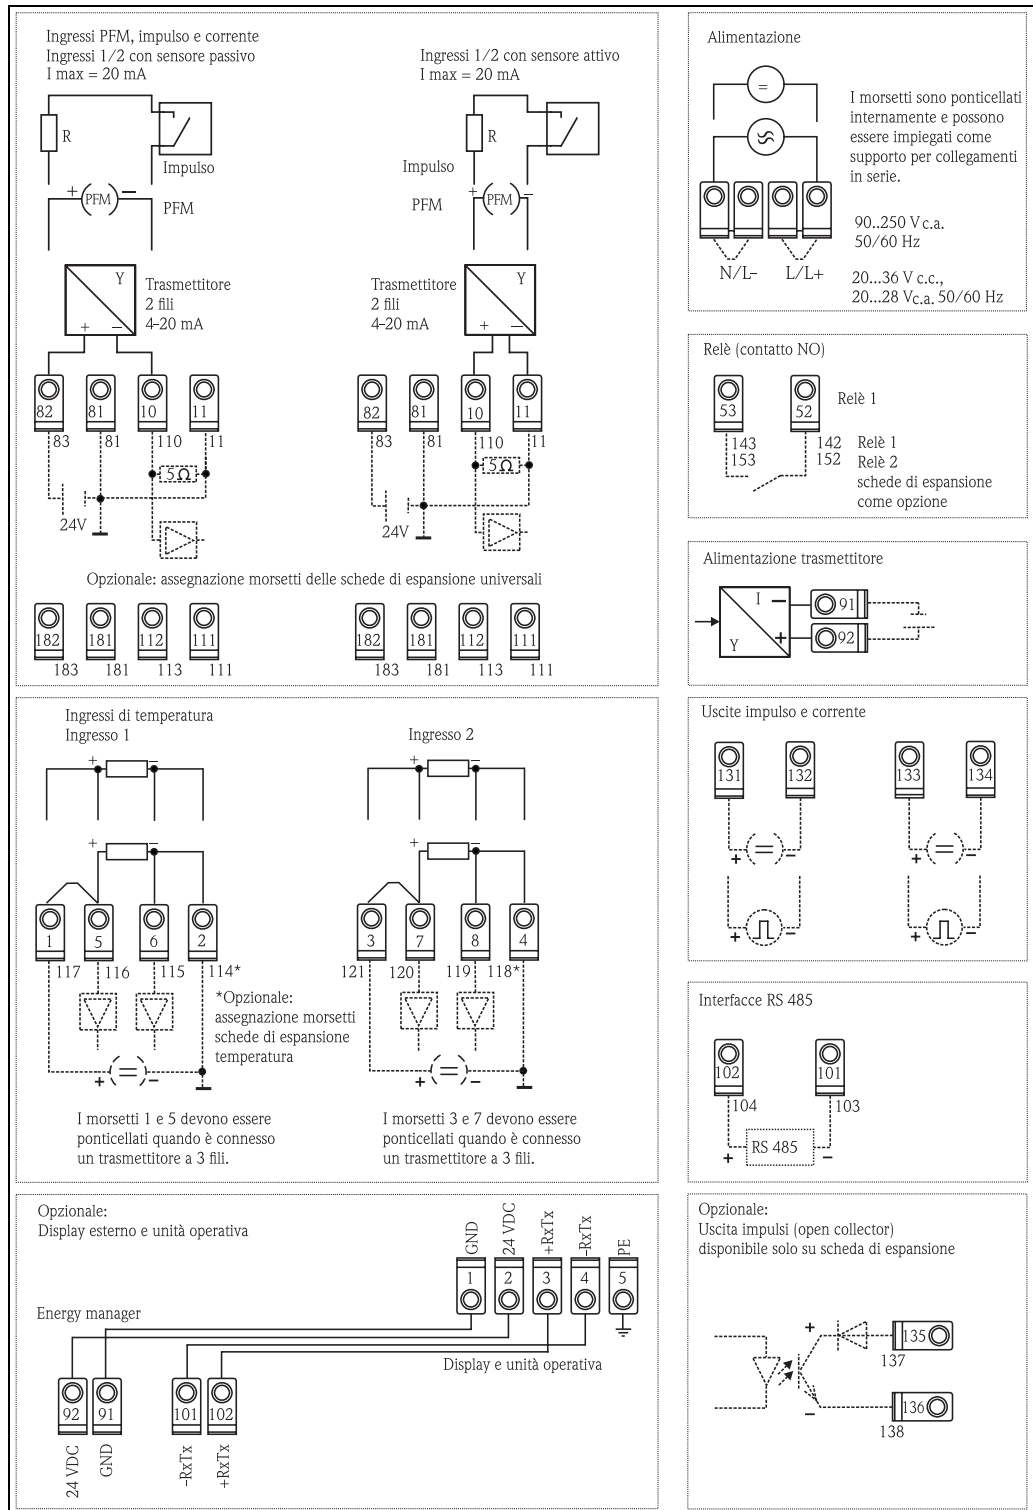 Ingressi PFM, impulso e corrente
Ingressi 1/2 con sensore passivo
I max = 20 mA
R
Impulso
+ PFM −
PFM
Y
+ −
Trasmettitore
2 fili
4-20 mA
82 81 10 11
83 81 110 11
5Ω
24V
Ingressi 1/2 con sensore attivo
I max = 20 mA
R
Impulso
+ PFM −
PFM
Y
+ −
Trasmettitore
2 fili
4-20 mA
82 81 10 11
83 81 110 11
5Ω
24V
Opzionale: assegnazione morsetti delle schede di espansione universali
182 181 112 111
183 181 113 111
182 181 112 111
183 181 113 111
Alimentazione
=
I morsetti sono ponticellati
internamente e possono
essere impiegati come
supporto per collegamenti
in serie.
N/L- L/L+
90..250 Vc.a.
50/60 Hz
20...36 V c.c.,
20...28 Vc.a. 50/60 Hz
Relè (contatto NO)
53 52 Relè 1
143 142 Relè 1
153 152 Relè 2
schede di espansione
come opzione
Alimentazione trasmettitore
I − 91
Y + 92
Ingressi di temperatura
Ingresso 1
+ −
+ −
1 5 6 2
117 116 115 114*
*Opzionale:
assegnazione morsetti
schede di espansione
temperatura
+ = −
I morsetti 1 e 5 devono essere
ponticellati quando è connesso
un trasmettitore a 3 fili.
Ingresso 2
+ −
+ −
3 7 8 4
121 120 119 118*
+ = −
I morsetti 3 e 7 devono essere
ponticellati quando è connesso
un trasmettitore a 3 fili.
Uscite impulso e corrente
131 132 133 134
+ = − + = −
+ − + −
Interfacce RS 485
102 101
104 103
+ RS 485 −
Opzionale:
Display esterno e unità operativa
GND 24 VDC +RxTx -RxTx PE
1 2 3 4 5
Energy manager
Display e unità operativa
92 91 101 102
24 VDC GND -RxTx +RxTx
Opzionale:
Uscita impulsi (open collector)
disponibile solo su scheda di espansione
+ 135
137
136
− 138